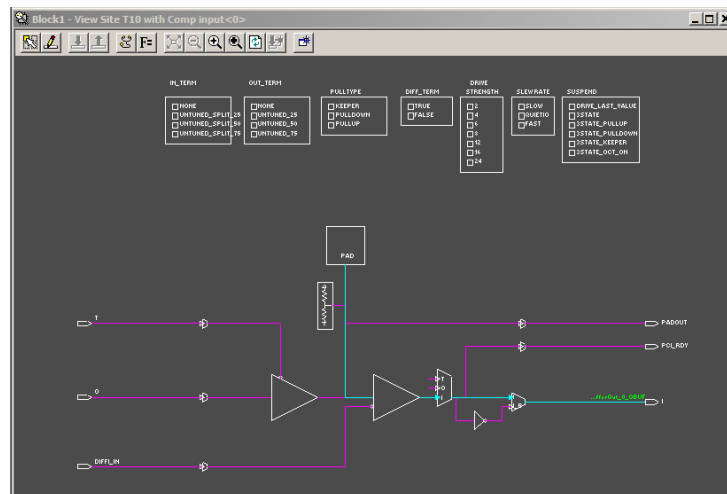 Block1 - View Site T10 with Comp input<0>
F=
IN_TERM
NONE
UNTUNED_SPLIT_25
UNTUNED_SPLIT_50
UNTUNED_SPLIT_75
OUT_TERM
NONE
UNTUNED_25
UNTUNED_50
UNTUNED_75
PULLTYPE
KEEPER
PULLDOWN
PULLUP
DIFF_TERM
TRUE
FALSE
DRIVE
STRENGTH
2
4
6
8
12
16
24
SLEWRATE
SLOW
QUIETIO
FAST
SUSPEND
DRIVE_LAST_VALUE
3STATE
3STATE_PULLUP
3STATE_PULLDOWN
3STATE_KEEPER
3STATE_OCT_ON
PAD
T
PADOUT
PCI_RDY
T
O
I
O
...fferOut_0_OBUF
I
DIFFI_IN